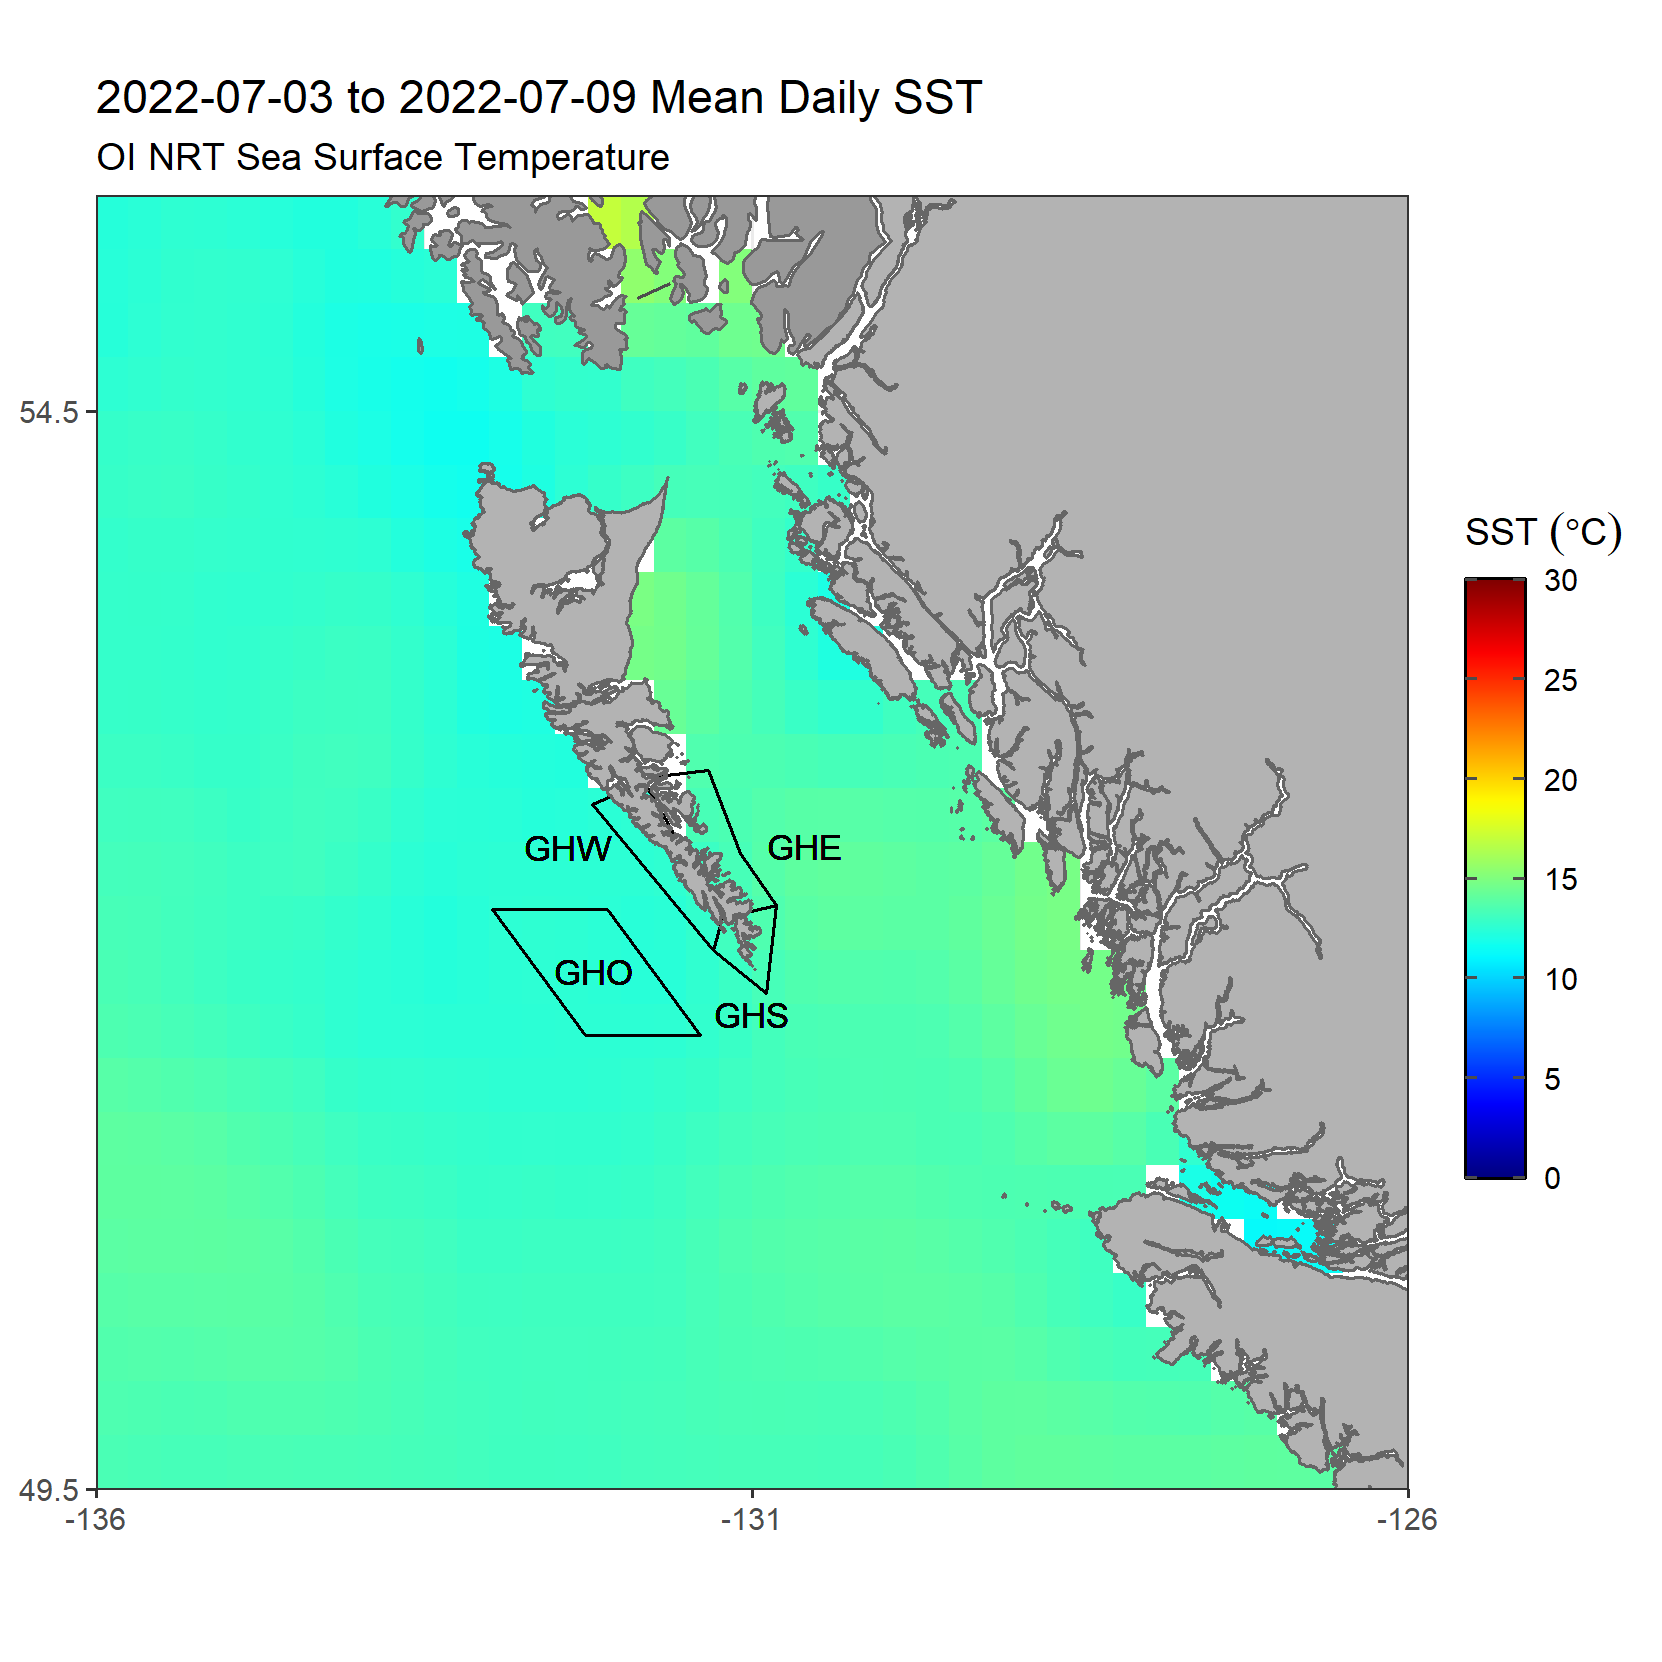 2022-07-03 to 2022-07-09 Mean Daily SST
OI NRT Sea Surface Temperature
54.5
49.5
-136
-131
-126
GHW
GHE
GHO
GHS
SST (°C)
30
25
20
15
10
5
0